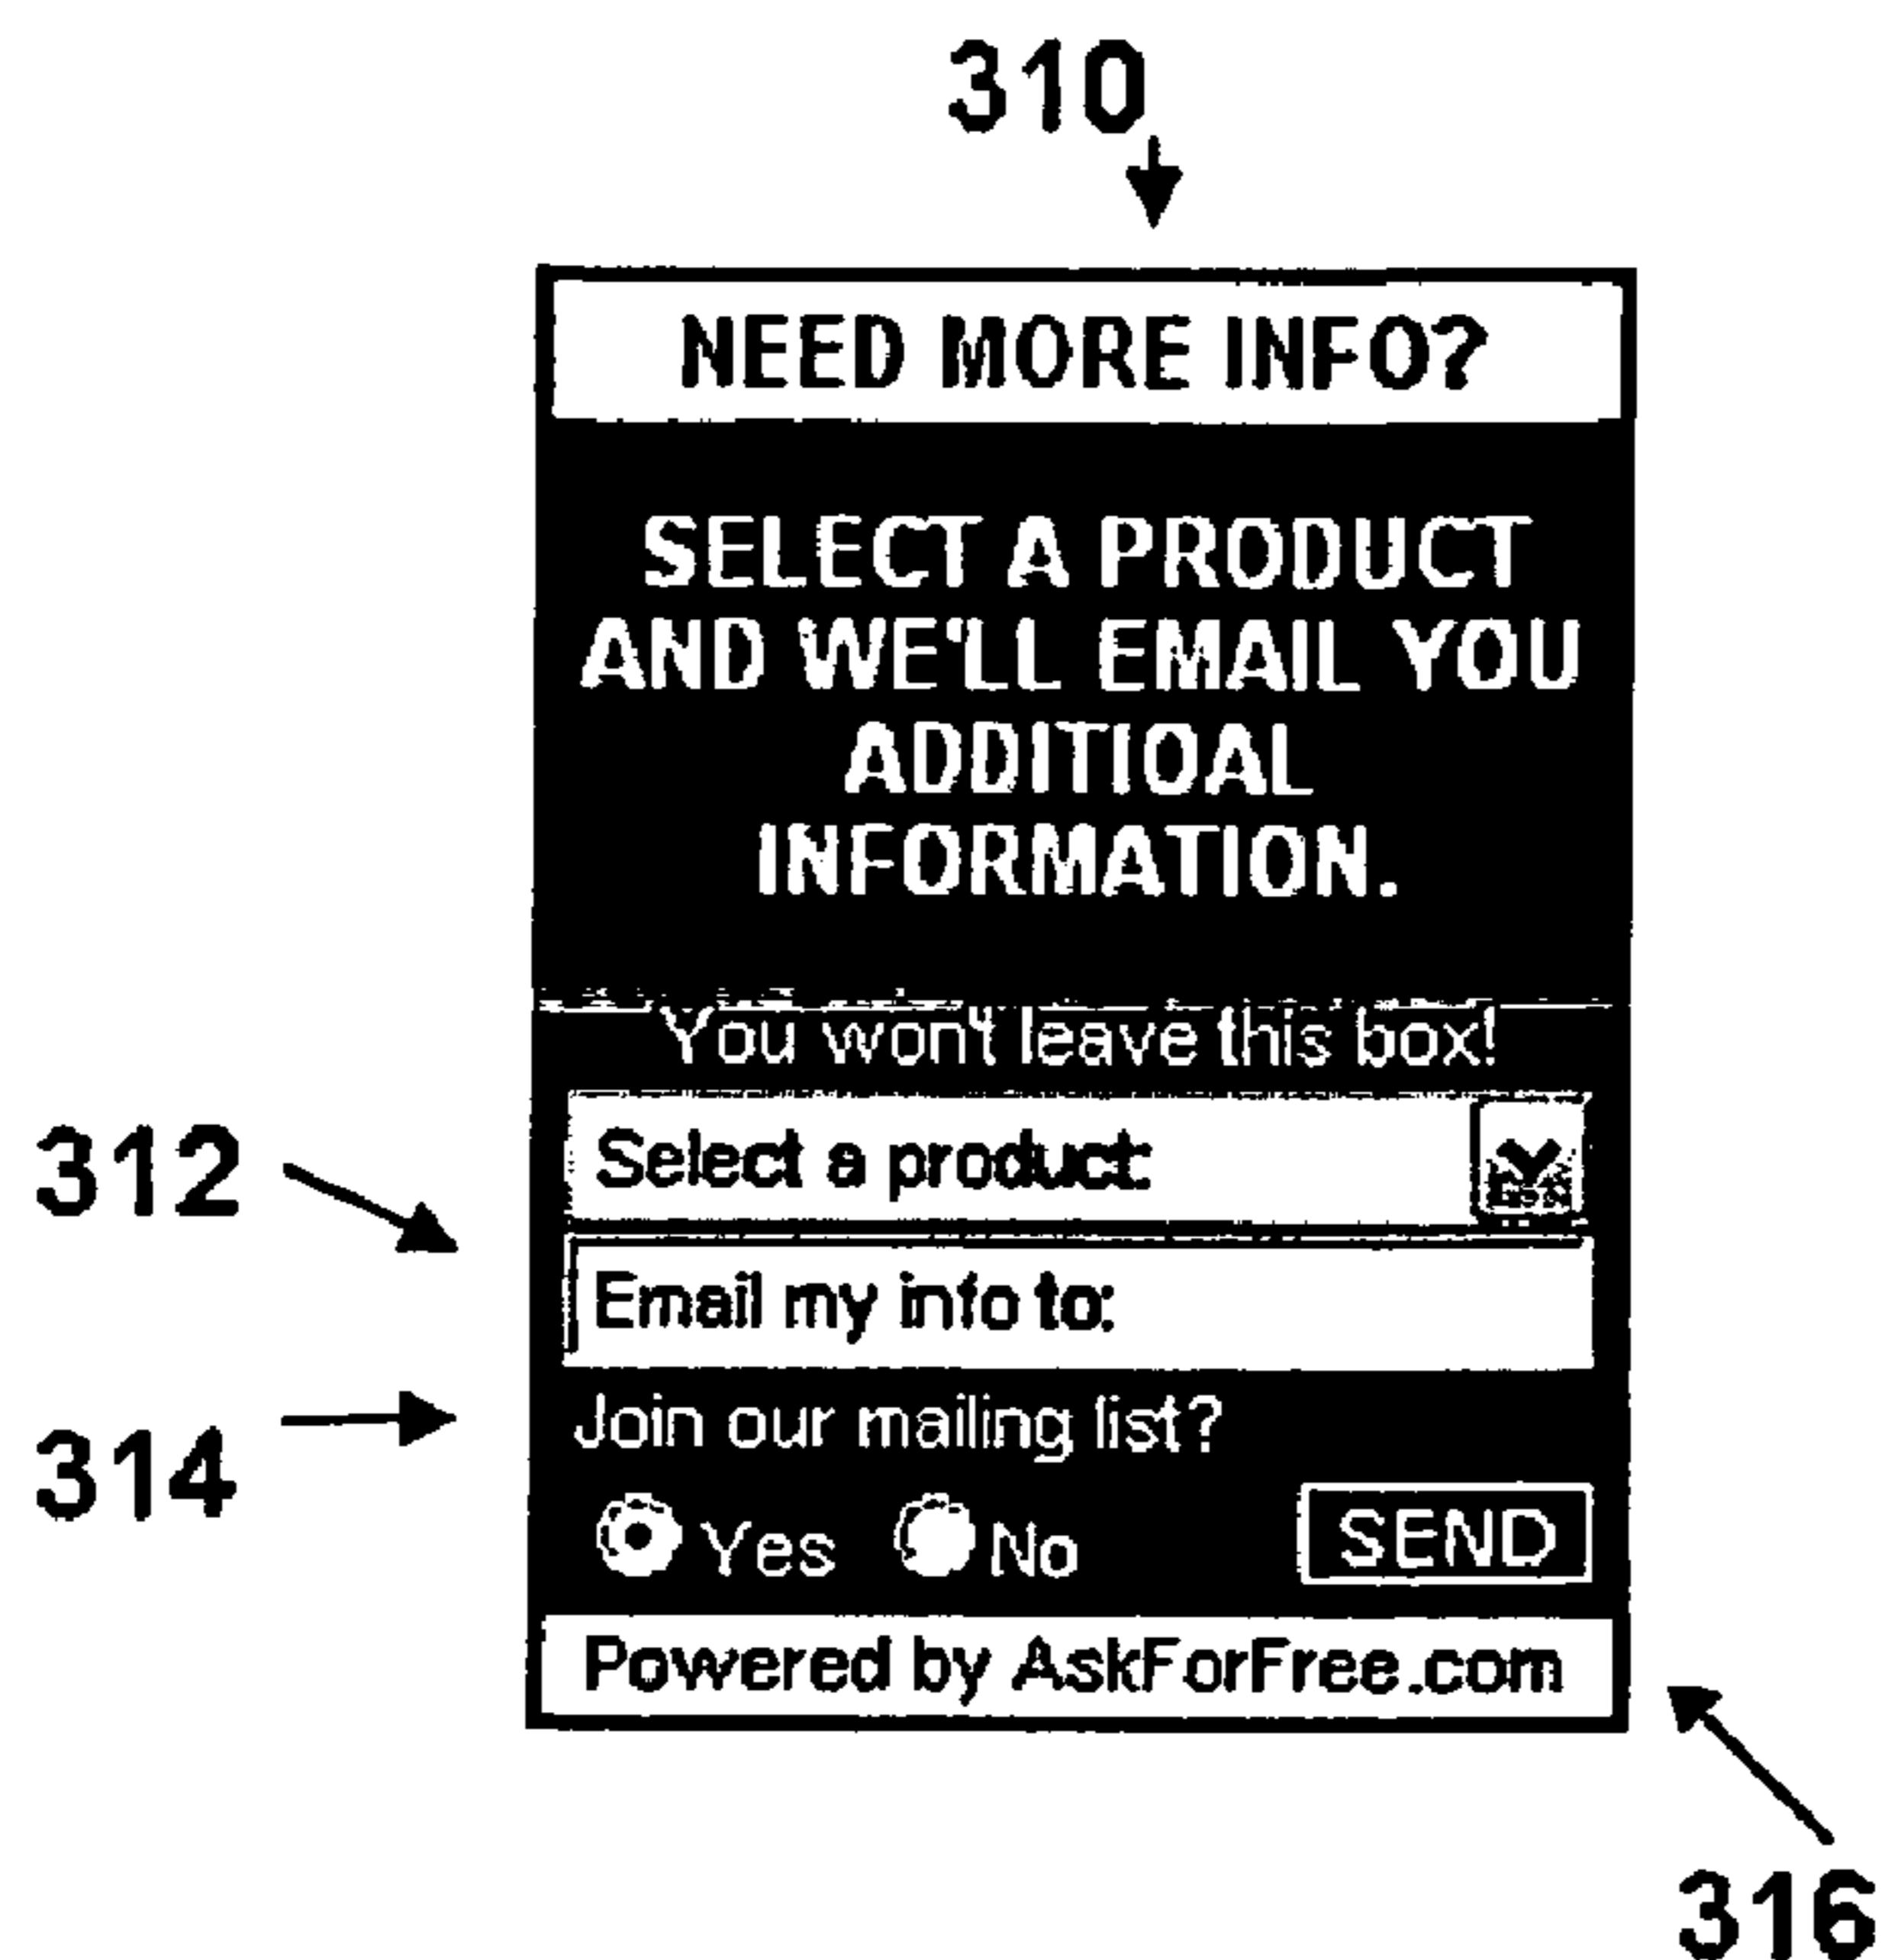 310
NEED MORE INFO?
SELECT A PRODUCT
AND WE'LL EMAIL YOU
ADDITIOAL
INFORMATION.
You won't leave this box!
312
Select a product:
Email my info to:
314
Join our mailing list?
Yes No SEND
Powered by AskForFree.com
316